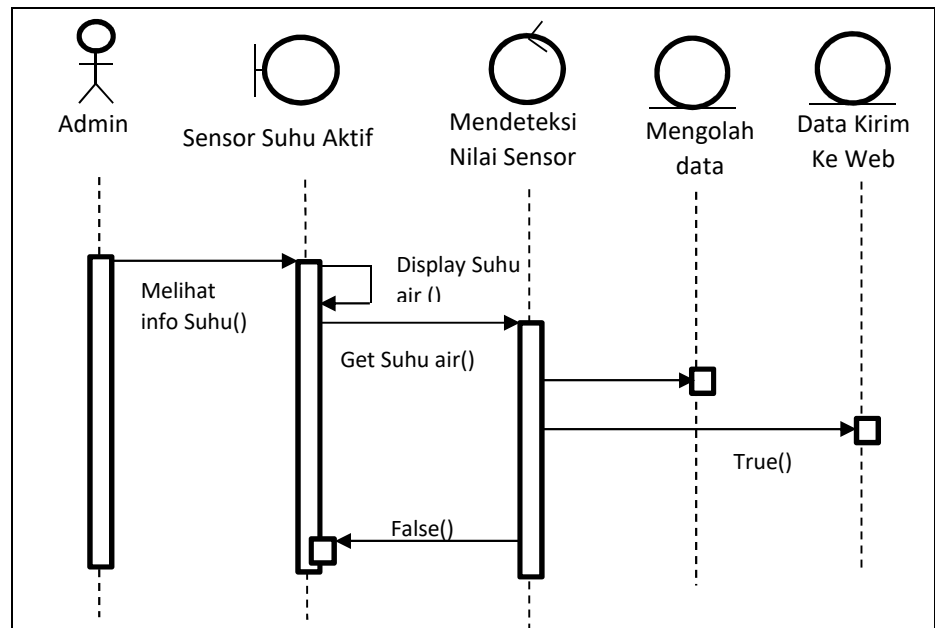 Admin
Sensor Suhu Aktif
Mendeteksi
Nilai Sensor
Mengolah
data
Data Kirim
Ke Web
Melihat
info Suhu()
Display Suhu
air ()
Get Suhu air()
True()
False()